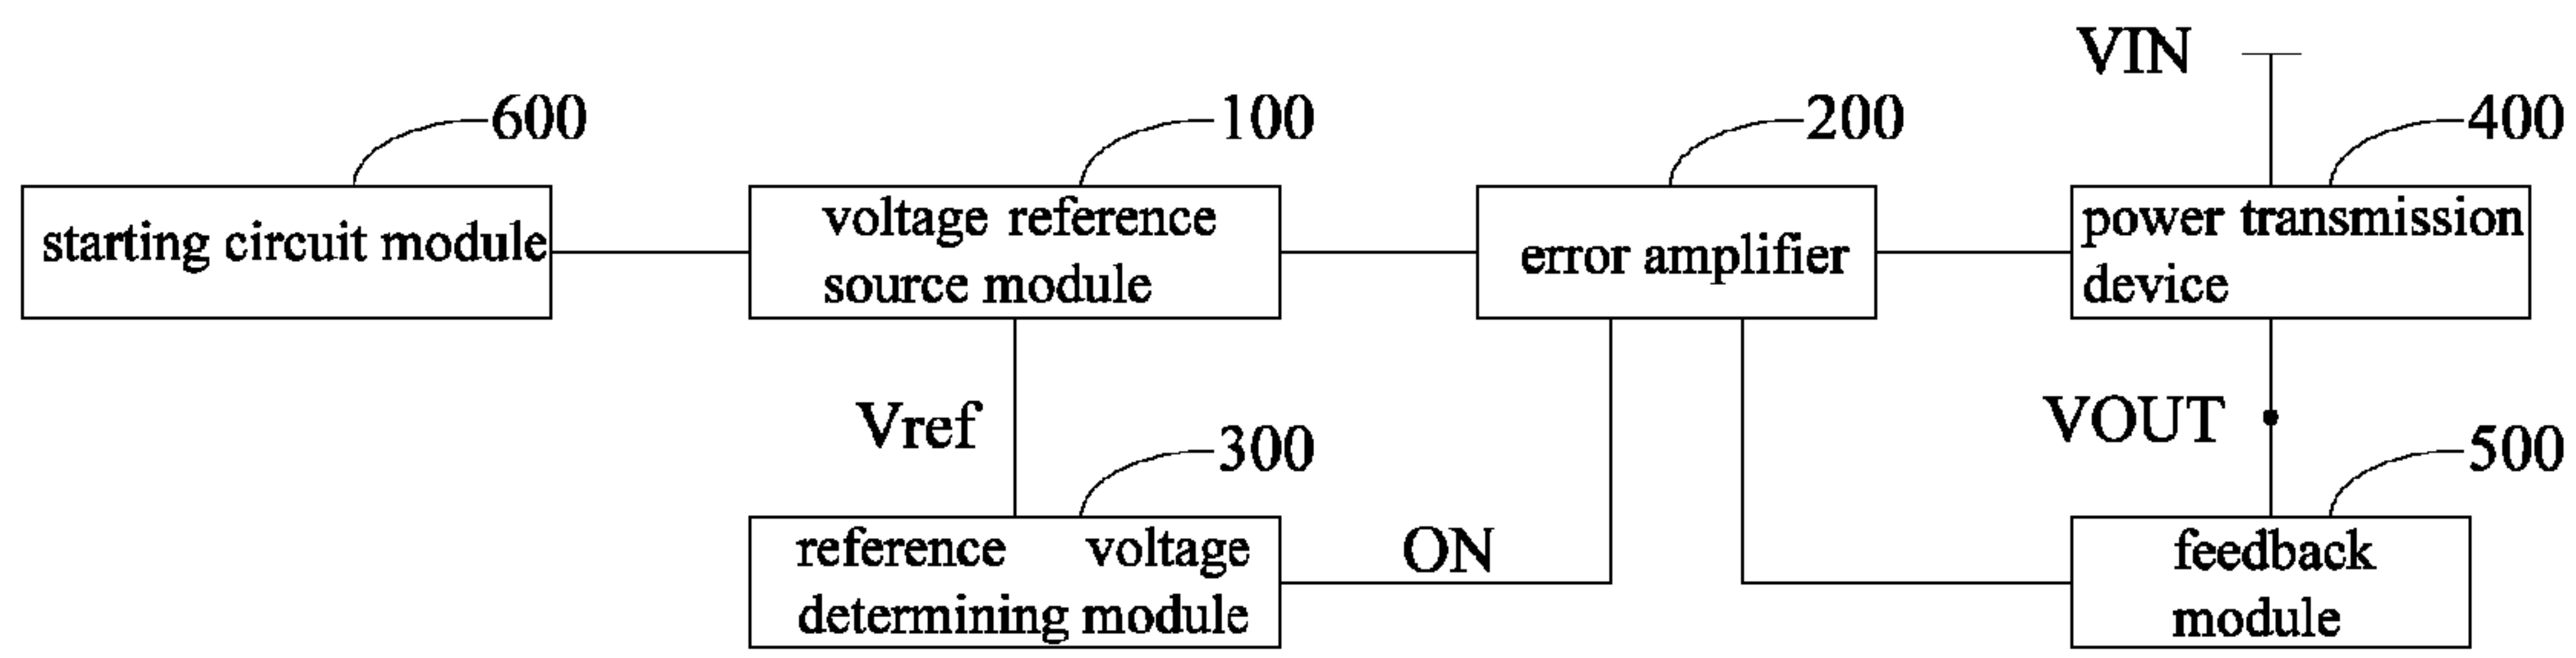 VIN
600
100
200
400
starting circuit module
voltage reference
source module
error amplifier
power transmission
device
Vref
VOUT
300
500
reference voltage
determining module
ON
feedback
module